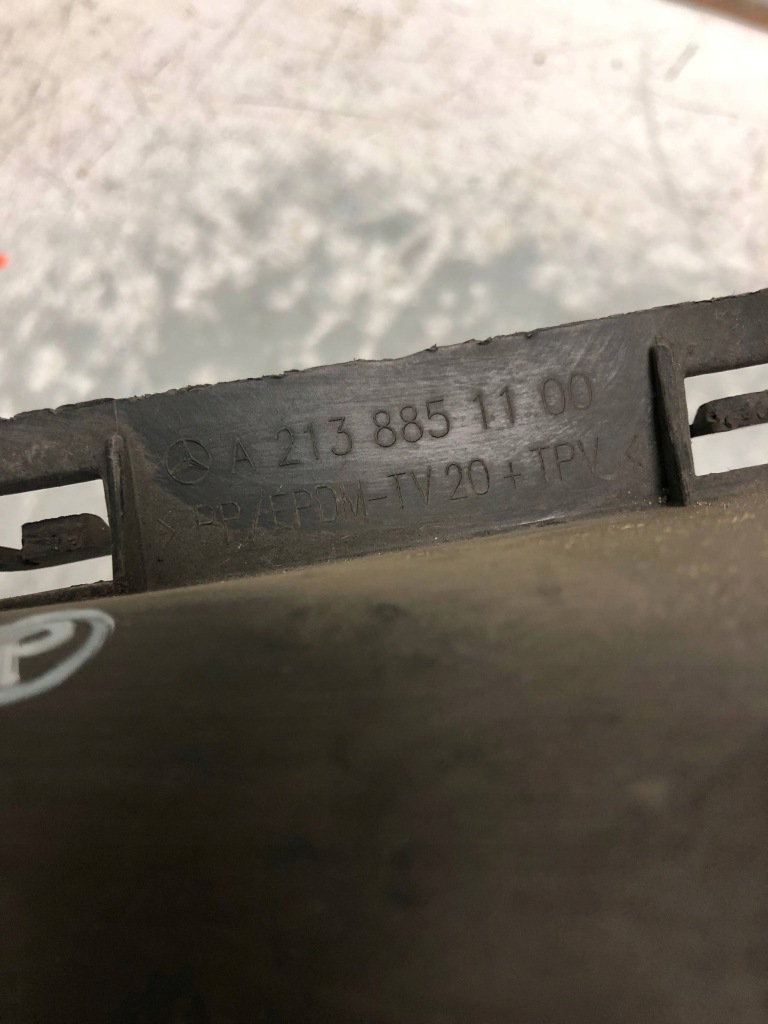 A 213 885 11 00
>PP/EPDM-TV 20 + TPV<
P